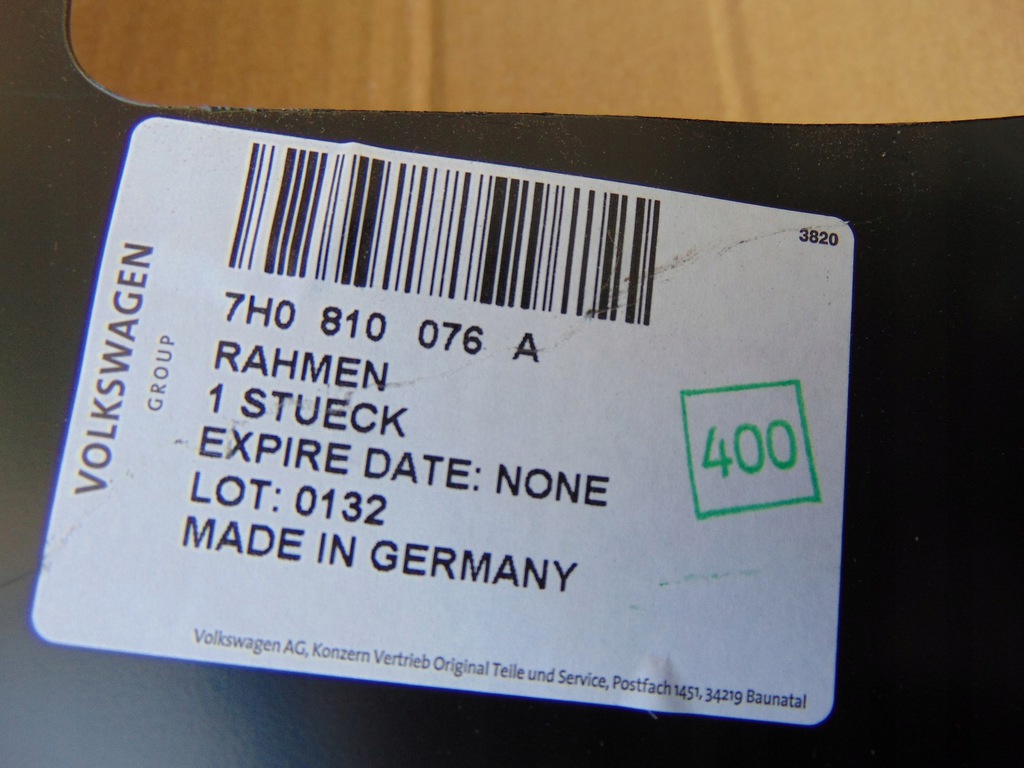 VOLKSWAGEN
GROUP
3820
7H0 810 076 A
RAHMEN
1 STUECK
EXPIRE DATE: NONE
LOT: 0132
MADE IN GERMANY
400
Volkswagen AG, Konzern Vertrieb Original Teile und Service, Postfach 1451, 34219 Baunatal